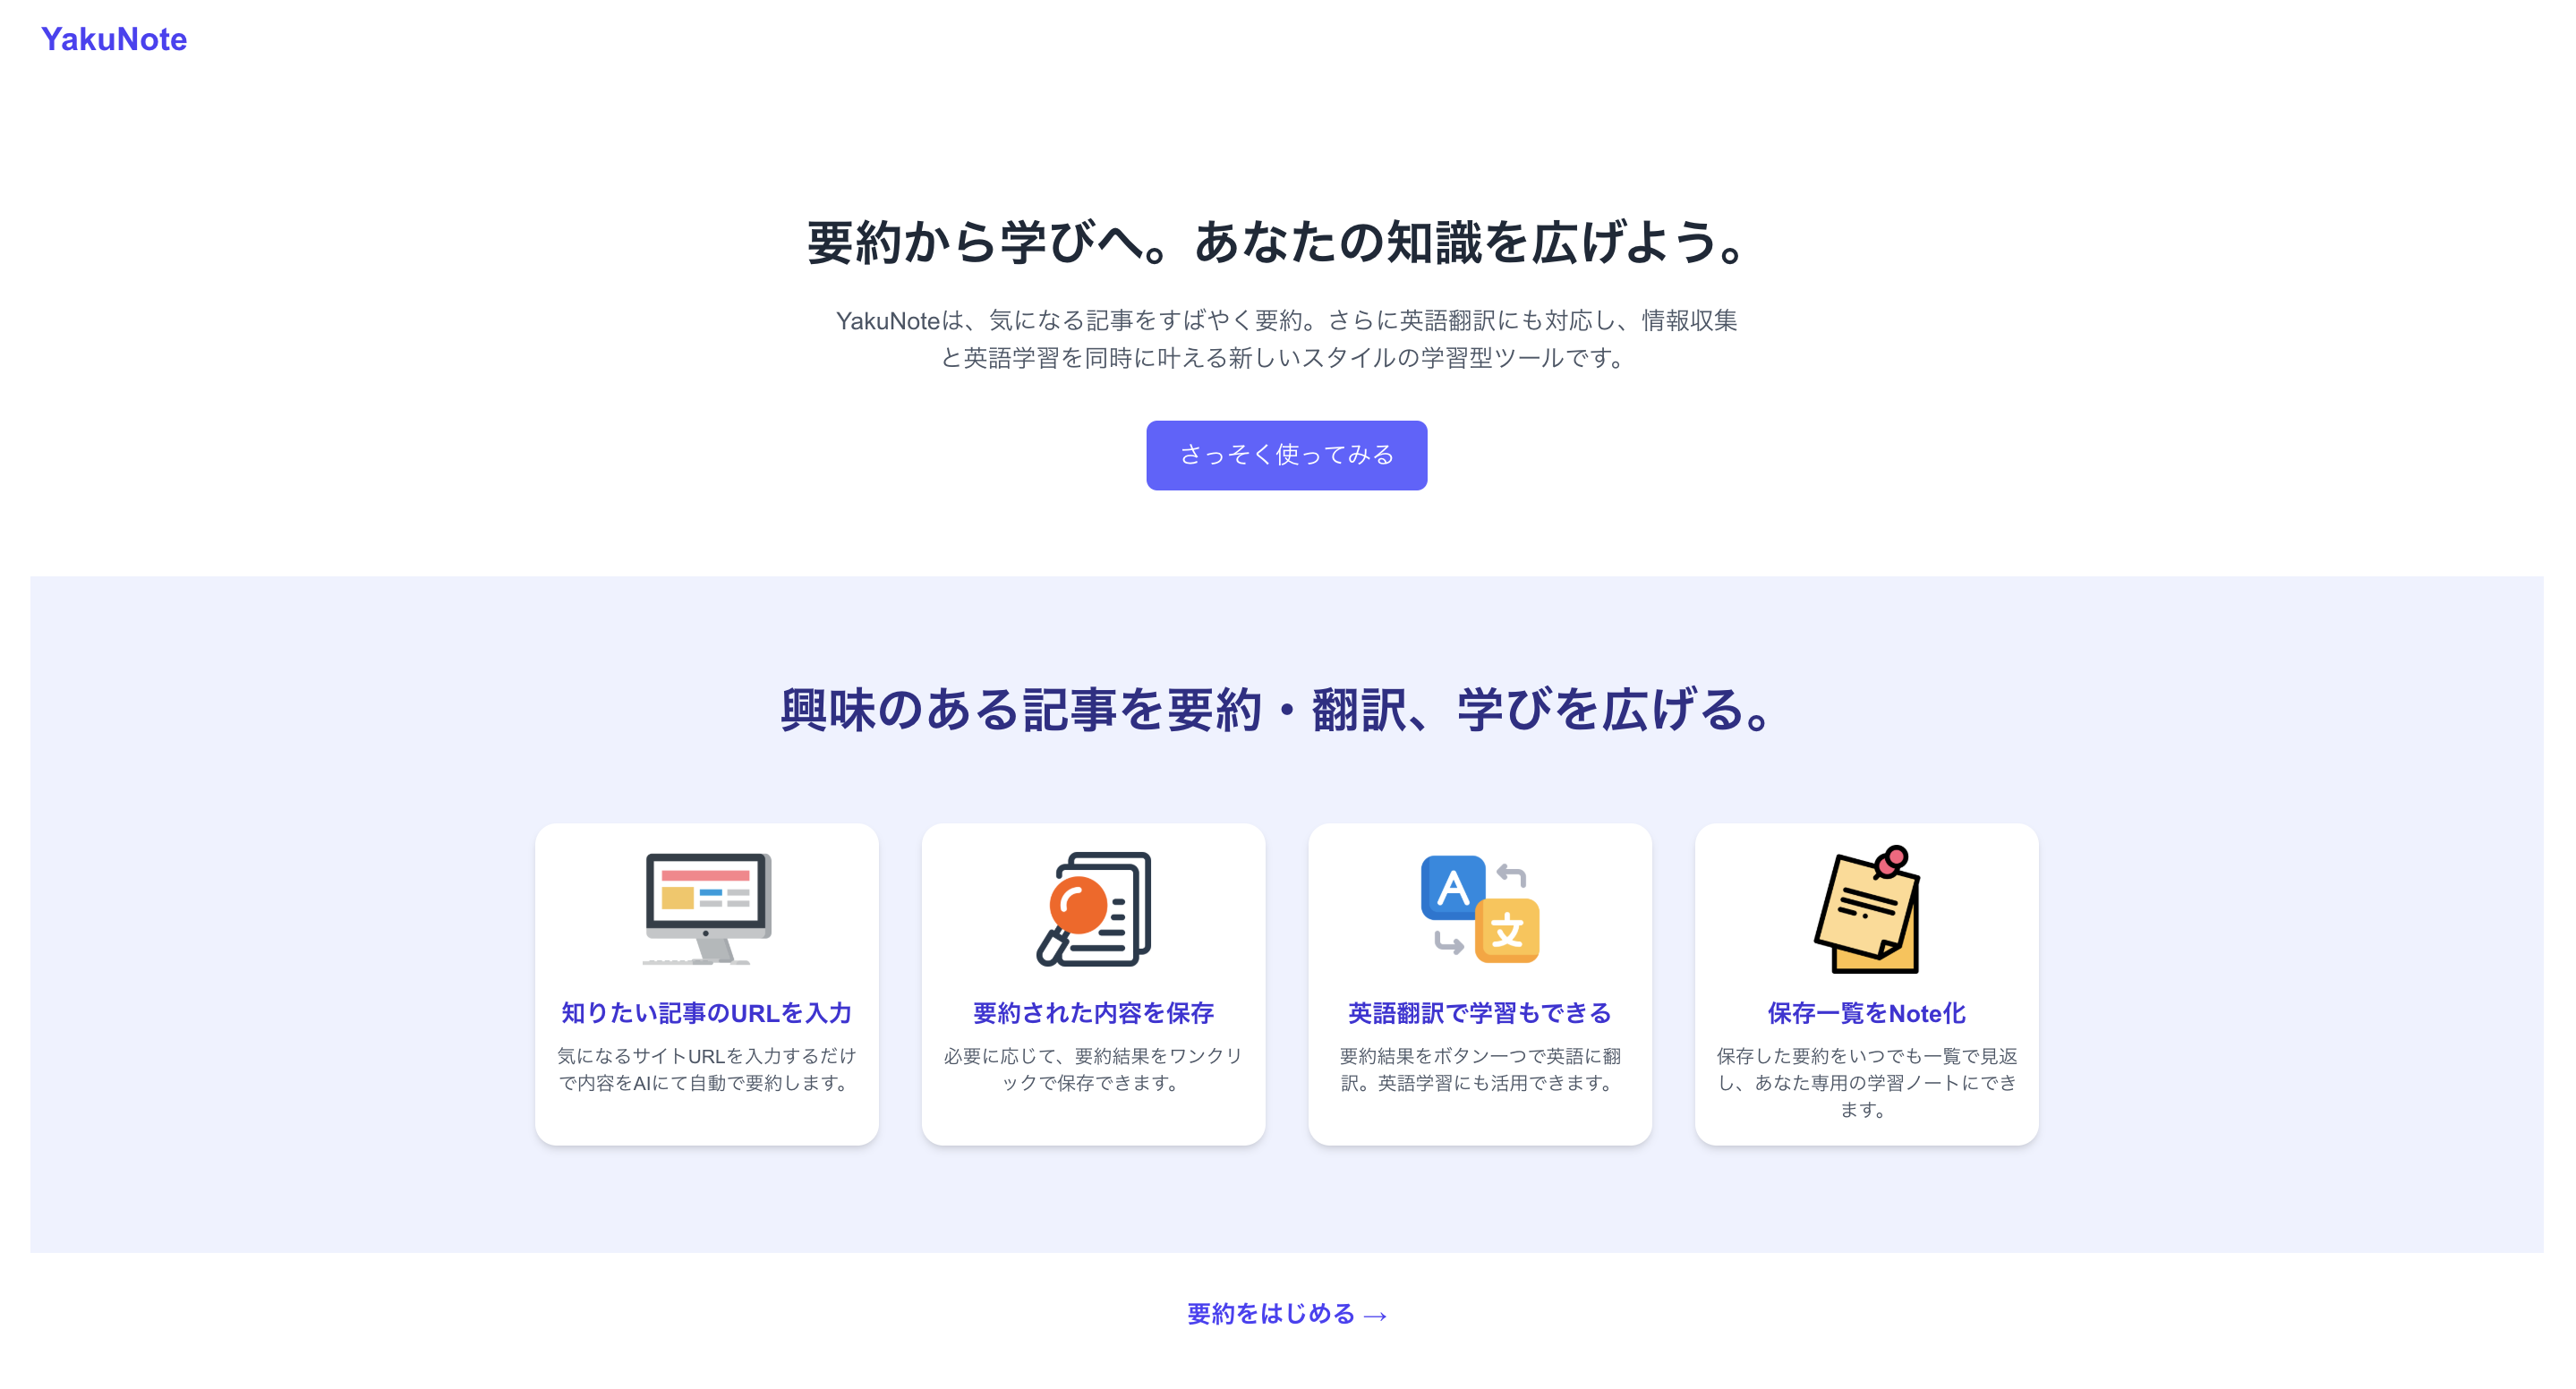 YakuNote
要約から学びへ。あなたの知識を広げよう。
YakuNoteは、気になる記事をすばやく要約。さらに英語翻訳にも対応し、情報収集
と英語学習を同時に叶える新しいスタイルの学習型ツールです。
さっそく使ってみる
興味のある記事を要約・翻訳、学びを広げる。
A
文
知りたい記事のURLを入力
気になるサイトURLを入力するだけ
で内容をAIにて自動で要約します。
要約された内容を保存
必要に応じて、要約結果をワンクリ
ックで保存できます。
英語翻訳で学習もできる
要約結果をボタン一つで英語に翻
訳。英語学習にも活用できます。
保存一覧をNote化
保存した要約をいつでも一覧で見返
し、あなた専用の学習ノートにでき
ます。
要約をはじめる →